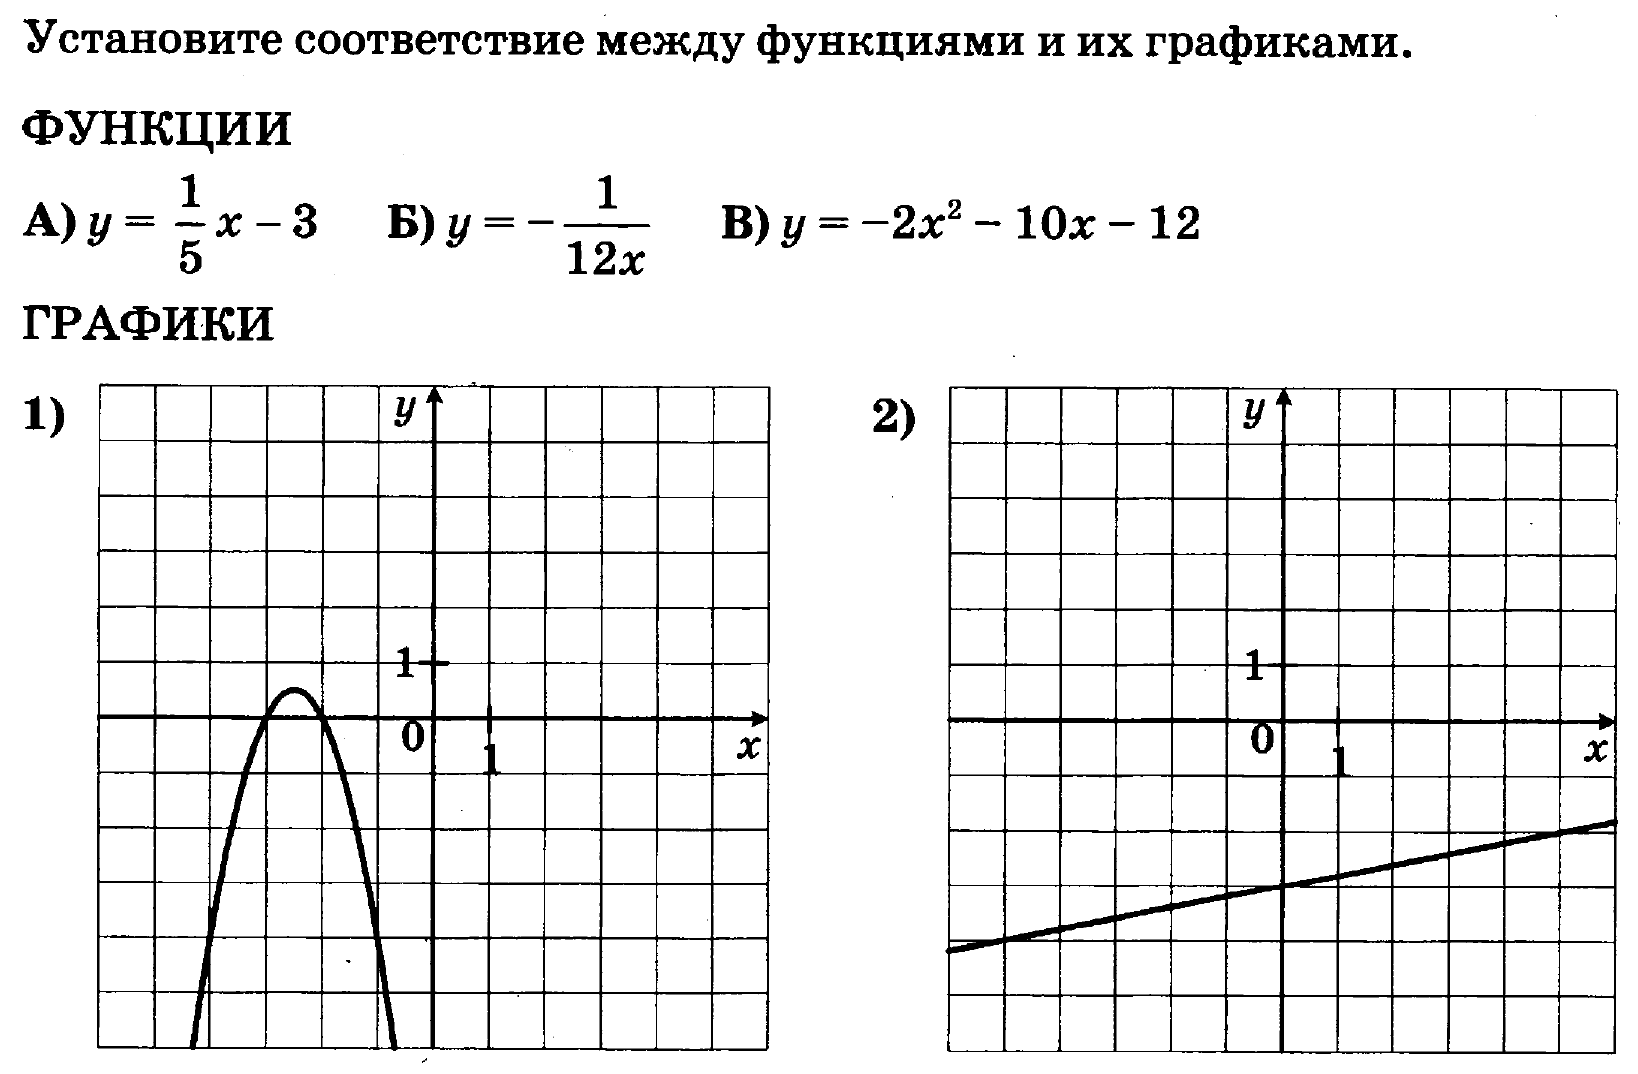 Установите соответствие между функциями и их графиками.
ФУНКЦИИ
А) y = 1/5 x − 3 Б) y = − 1/12x В) y = −2x² − 10x − 12
ГРАФИКИ
1) y 1 0 1 x
2) y 1 0 1 x